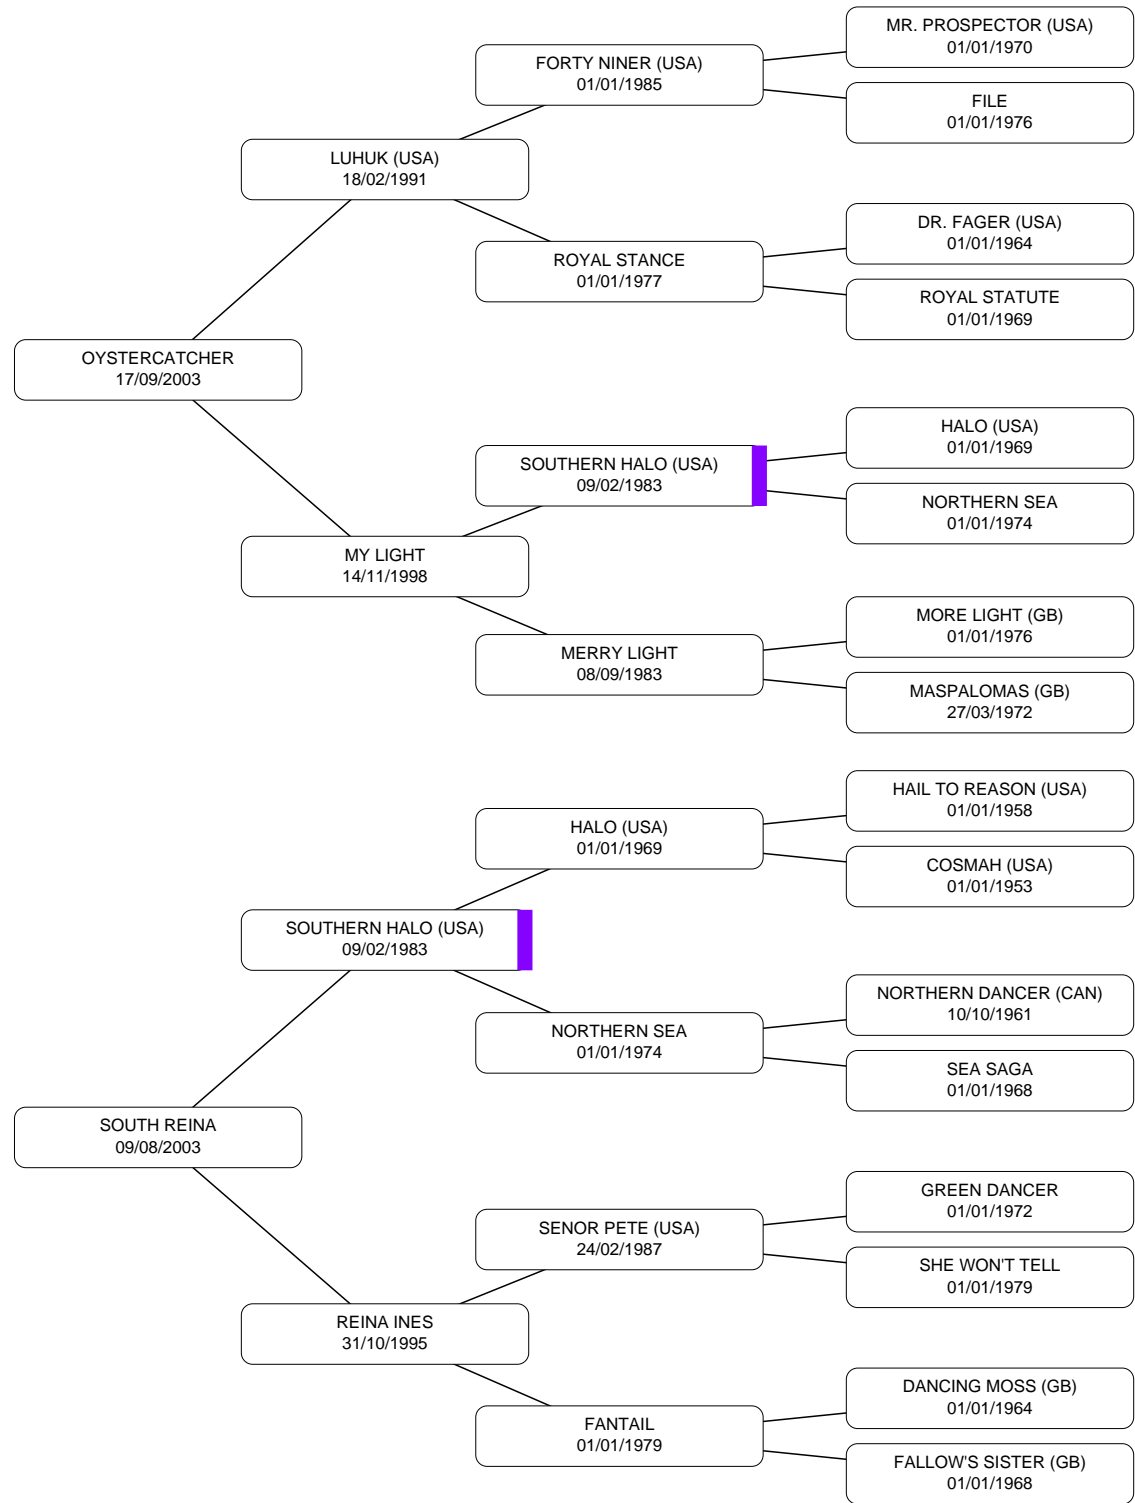 MR. PROSPECTOR (USA)
01/01/1970
FORTY NINER (USA)
01/01/1985
FILE
01/01/1976
LUHUK (USA)
18/02/1991
DR. FAGER (USA)
01/01/1964
ROYAL STANCE
01/01/1977
ROYAL STATUTE
01/01/1969
OYSTERCATCHER
17/09/2003
HALO (USA)
01/01/1969
SOUTHERN HALO (USA)
09/02/1983
NORTHERN SEA
01/01/1974
MY LIGHT
14/11/1998
MORE LIGHT (GB)
01/01/1976
MERRY LIGHT
08/09/1983
MASPALOMAS (GB)
27/03/1972
HAIL TO REASON (USA)
01/01/1958
HALO (USA)
01/01/1969
COSMAH (USA)
01/01/1953
SOUTHERN HALO (USA)
09/02/1983
NORTHERN DANCER (CAN)
10/10/1961
NORTHERN SEA
01/01/1974
SEA SAGA
01/01/1968
SOUTH REINA
09/08/2003
GREEN DANCER
01/01/1972
SENOR PETE (USA)
24/02/1987
SHE WON'T TELL
01/01/1979
REINA INES
31/10/1995
DANCING MOSS (GB)
01/01/1964
FANTAIL
01/01/1979
FALLOW'S SISTER (GB)
01/01/1968